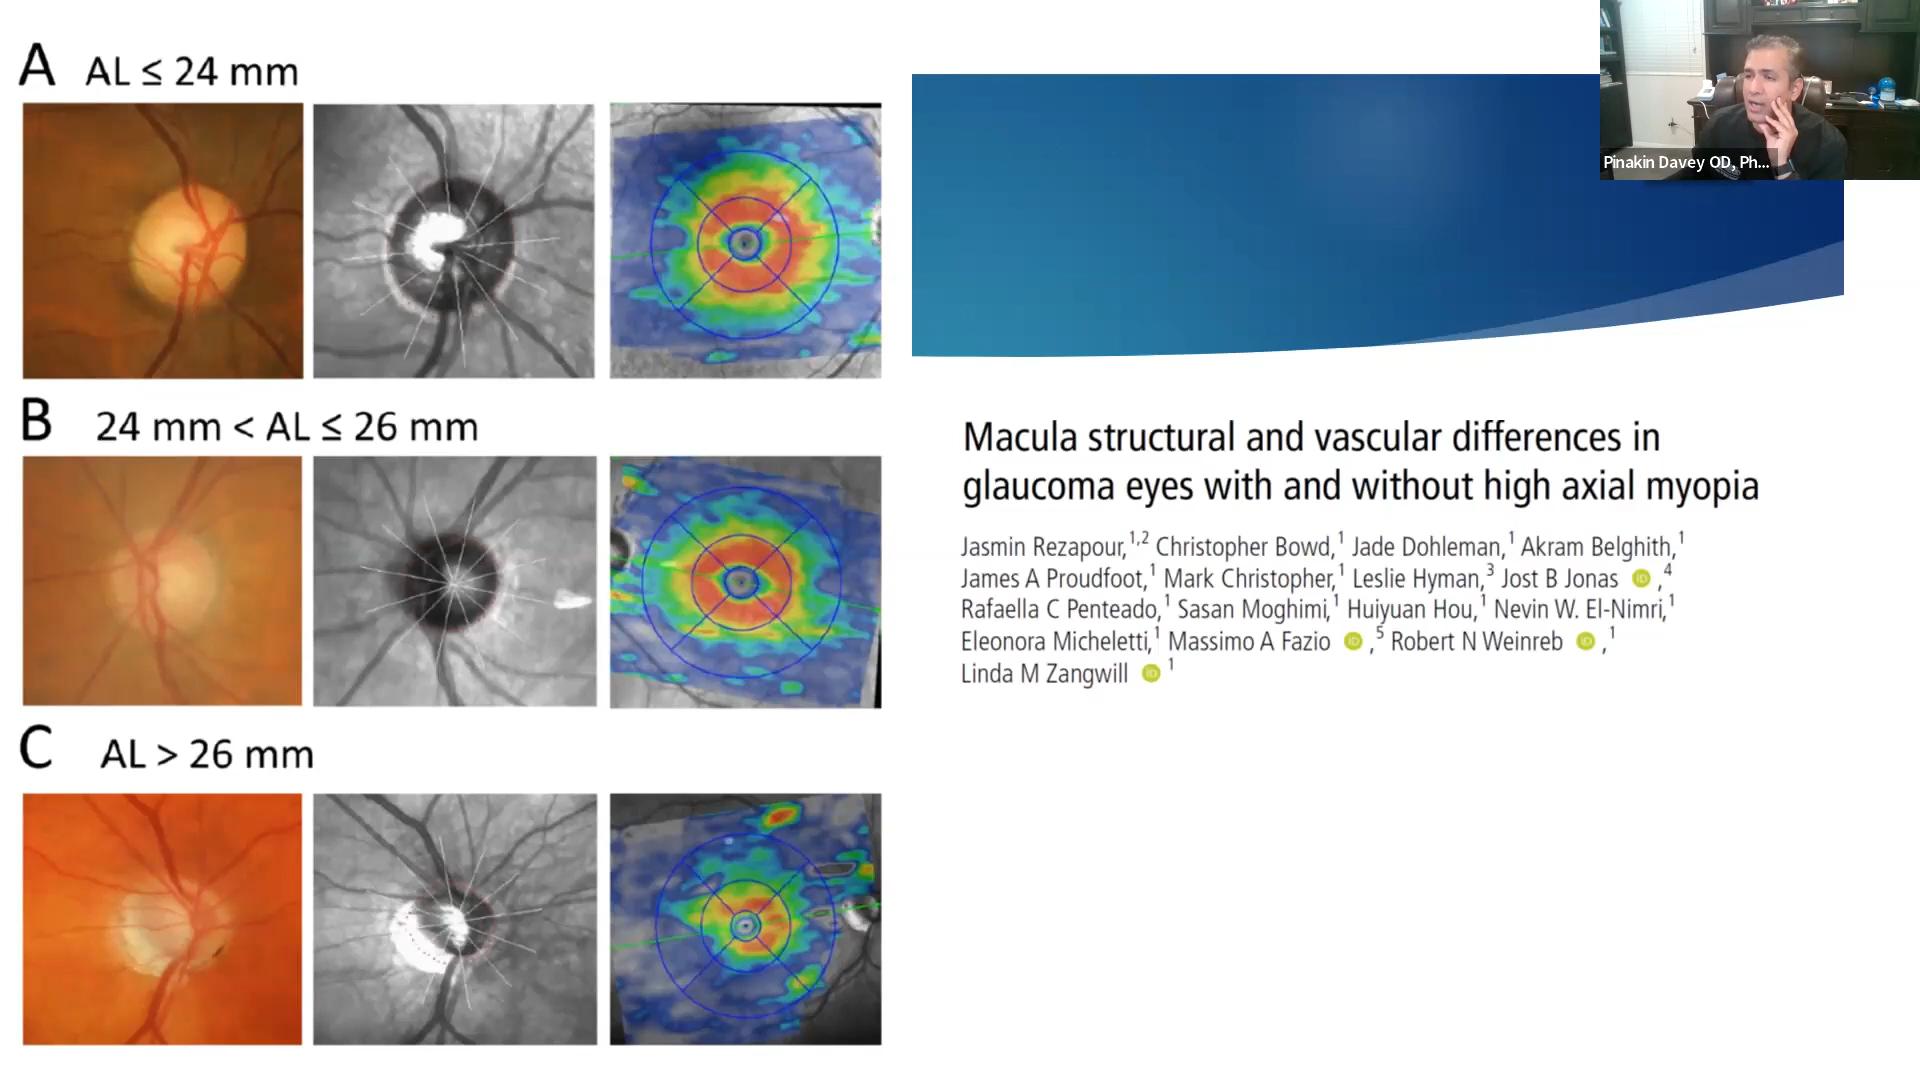 A AL ≤ 24 mm
B 24 mm < AL ≤ 26 mm
C AL > 26 mm
Macula structural and vascular differences in
glaucoma eyes with and without high axial myopia
Jasmin Rezapour,1,2 Christopher Bowd,1 Jade Dohleman,1 Akram Belghith,1
James A Proudfoot,1 Mark Christopher,1 Leslie Hyman,3 Jost B Jonas iD ,4
Rafaella C Penteado,1 Sasan Moghimi,1 Huiyuan Hou,1 Nevin W. El-Nimri,1
Eleonora Micheletti,1 Massimo A Fazio iD ,5 Robert N Weinreb iD ,1
Linda M Zangwill iD 1
Pinakin Davey OD, Ph...